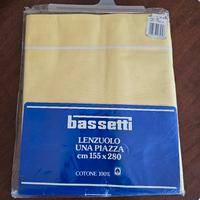 bassetti
LENZUOLO
UNA PIAZZA
cm 155 x 280
COTONE 100%